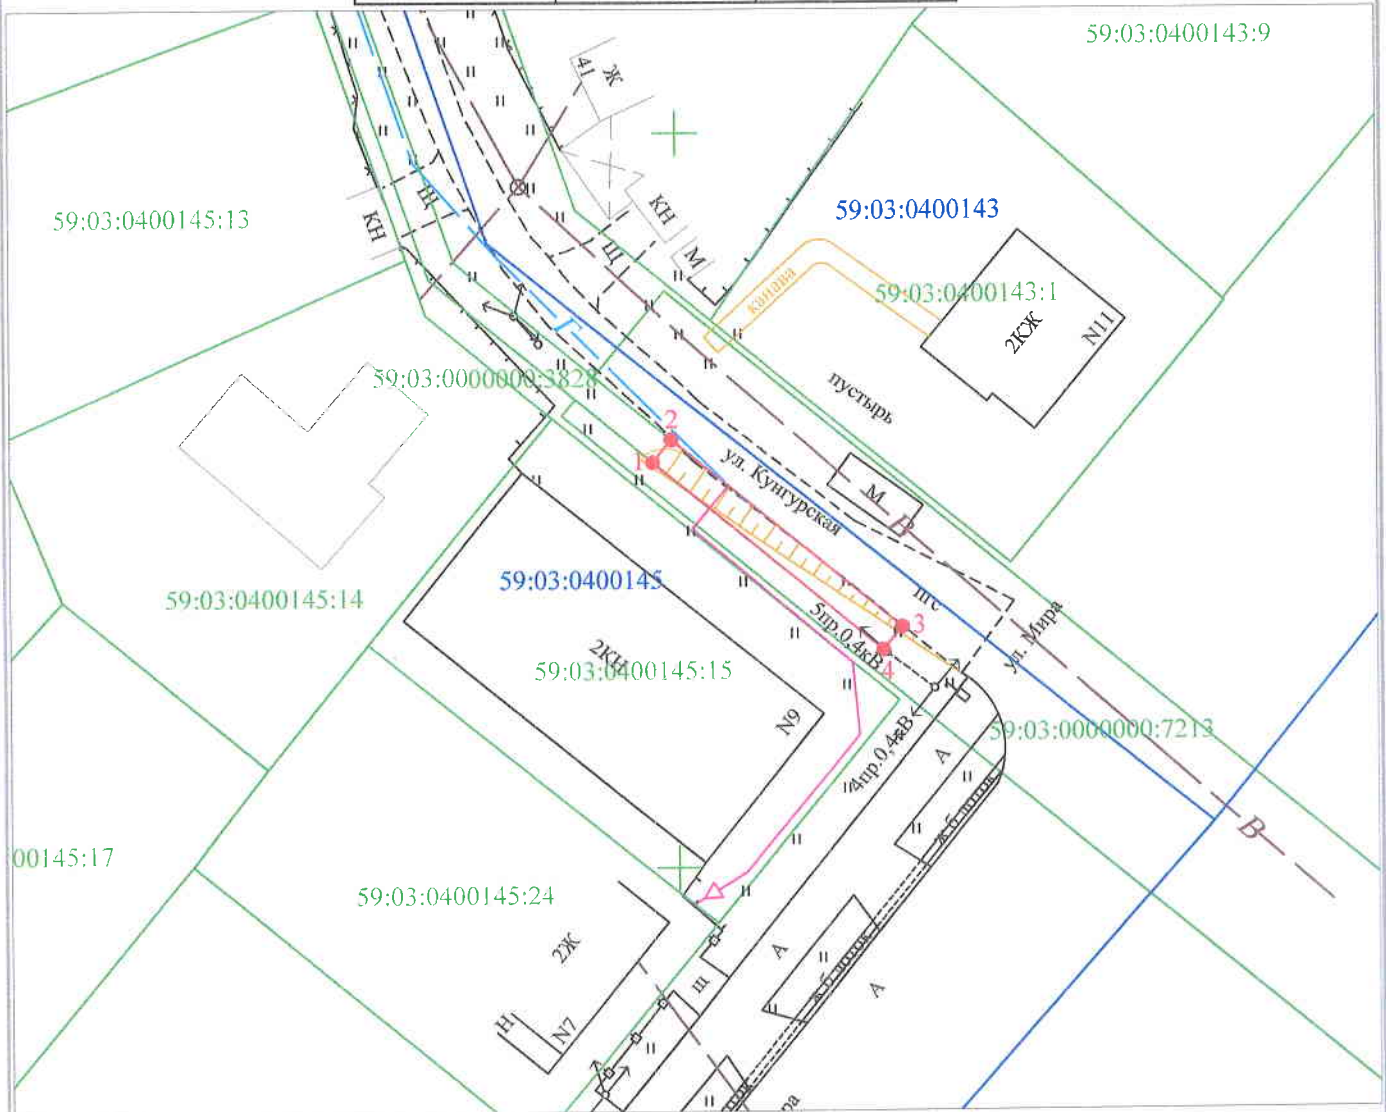 59:03:0400143:9
Ж
41
КН
Щ
59:03:0400145:13
КН
Щ
М
59:03:0400143
канава
59:03:0400143:1
2КЖ
N11
Г
пустырь
59:03:0000000:3828
2
1
ул. Кунгурская
М
В
59:03:0400145
59:03:0400145:14
ПГС
5пр.0,4кВ
3
4
ул. Мира
2КН
59:03:0400145:15
N9
4пр.0,4кВ
А
59:03:0000000:7213
В
00145:17
59:03:0400145:24
2Ж
Н
N7
щ
А
А